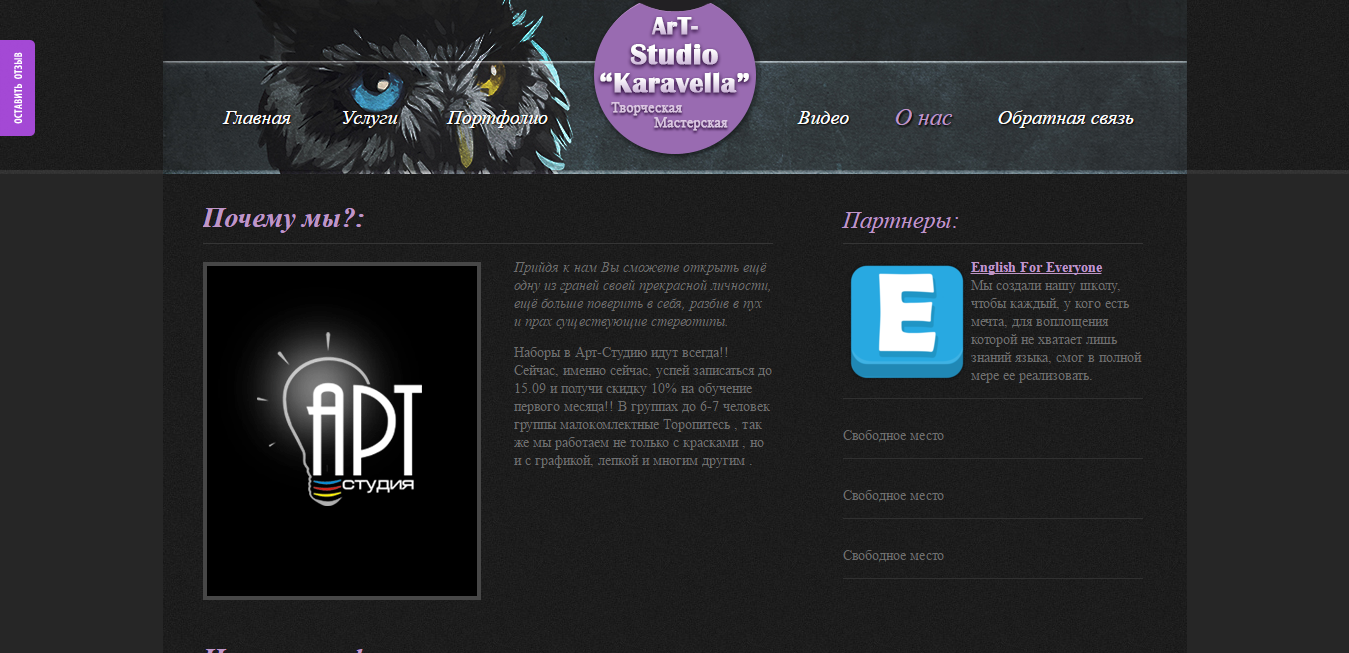 ОСТАВИТЬ ОТЗЫВ
ArT-
Studio
“Karavella”
Творческая
Мастерская
Главная
Услуги
Портфолио
Видео
О нас
Обратная связь
Почему мы?:
АРТ
СТУДИЯ
Прийдя к нам Вы сможете открыть ещё
одну из граней своей прекрасной личности,
ещё больше поверить в себя, разбив в пух
и прах существующие стереотипы.
Наборы в Арт-Студию идут всегда!!
Сейчас, именно сейчас, успей записаться до
15.09 и получи скидку 10% на обучение
первого месяца!! В группах до 6-7 человек
группы малокомлектные Торопитесь , так
же мы работаем не только с красками , но
и с графикой, лепкой и многим другим .
Партнеры:
E
English For Everyone
Мы создали нашу школу,
чтобы каждый, у кого есть
мечта, для воплощения
которой не хватает лишь
знаний языка, смог в полной
мере ее реализовать.
Свободное место
Свободное место
Свободное место